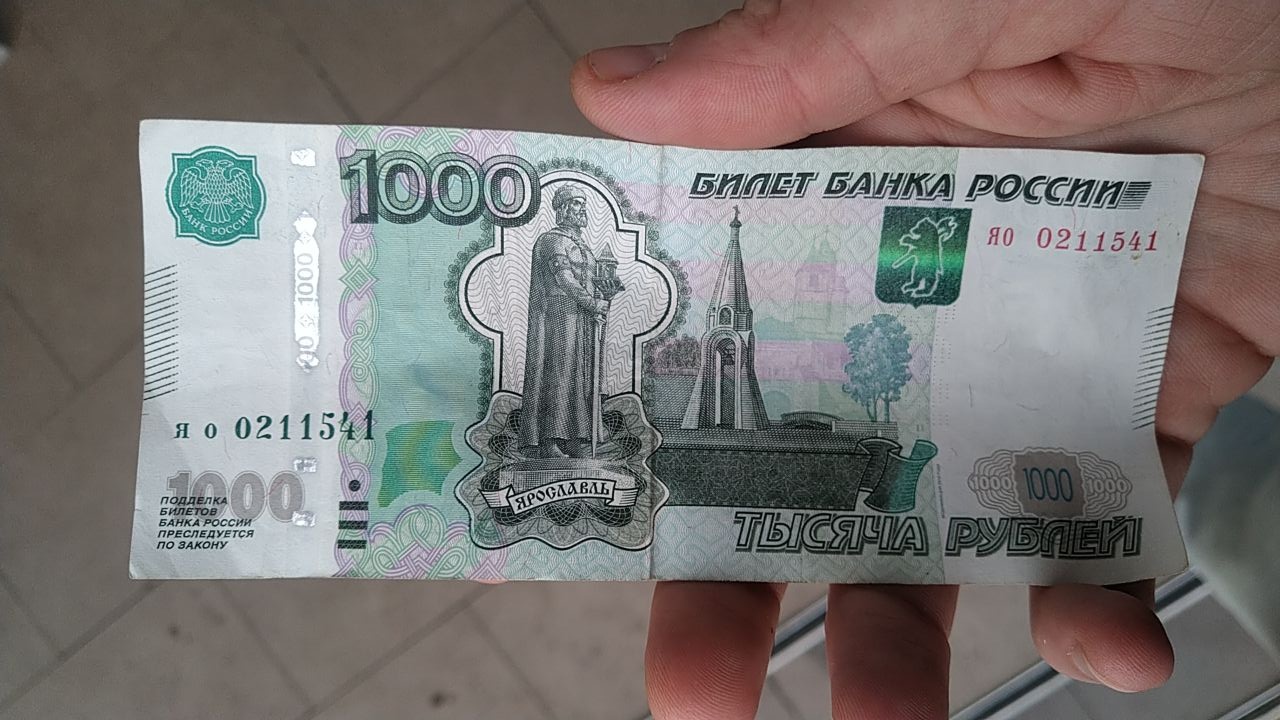 БАНК РОССИИ
1000
БИЛЕТ БАНКА РОССИИ
ЯО 0211541
1000
яо 0211541
ЯРОСЛАВЛЬ
1000
ПОДДЕЛКА
БИЛЕТОВ
БАНКА РОССИИ
ПРЕСЛЕДУЕТСЯ
ПО ЗАКОНУ
1000 1000 1000
ТЫСЯЧА РУБЛЕЙ